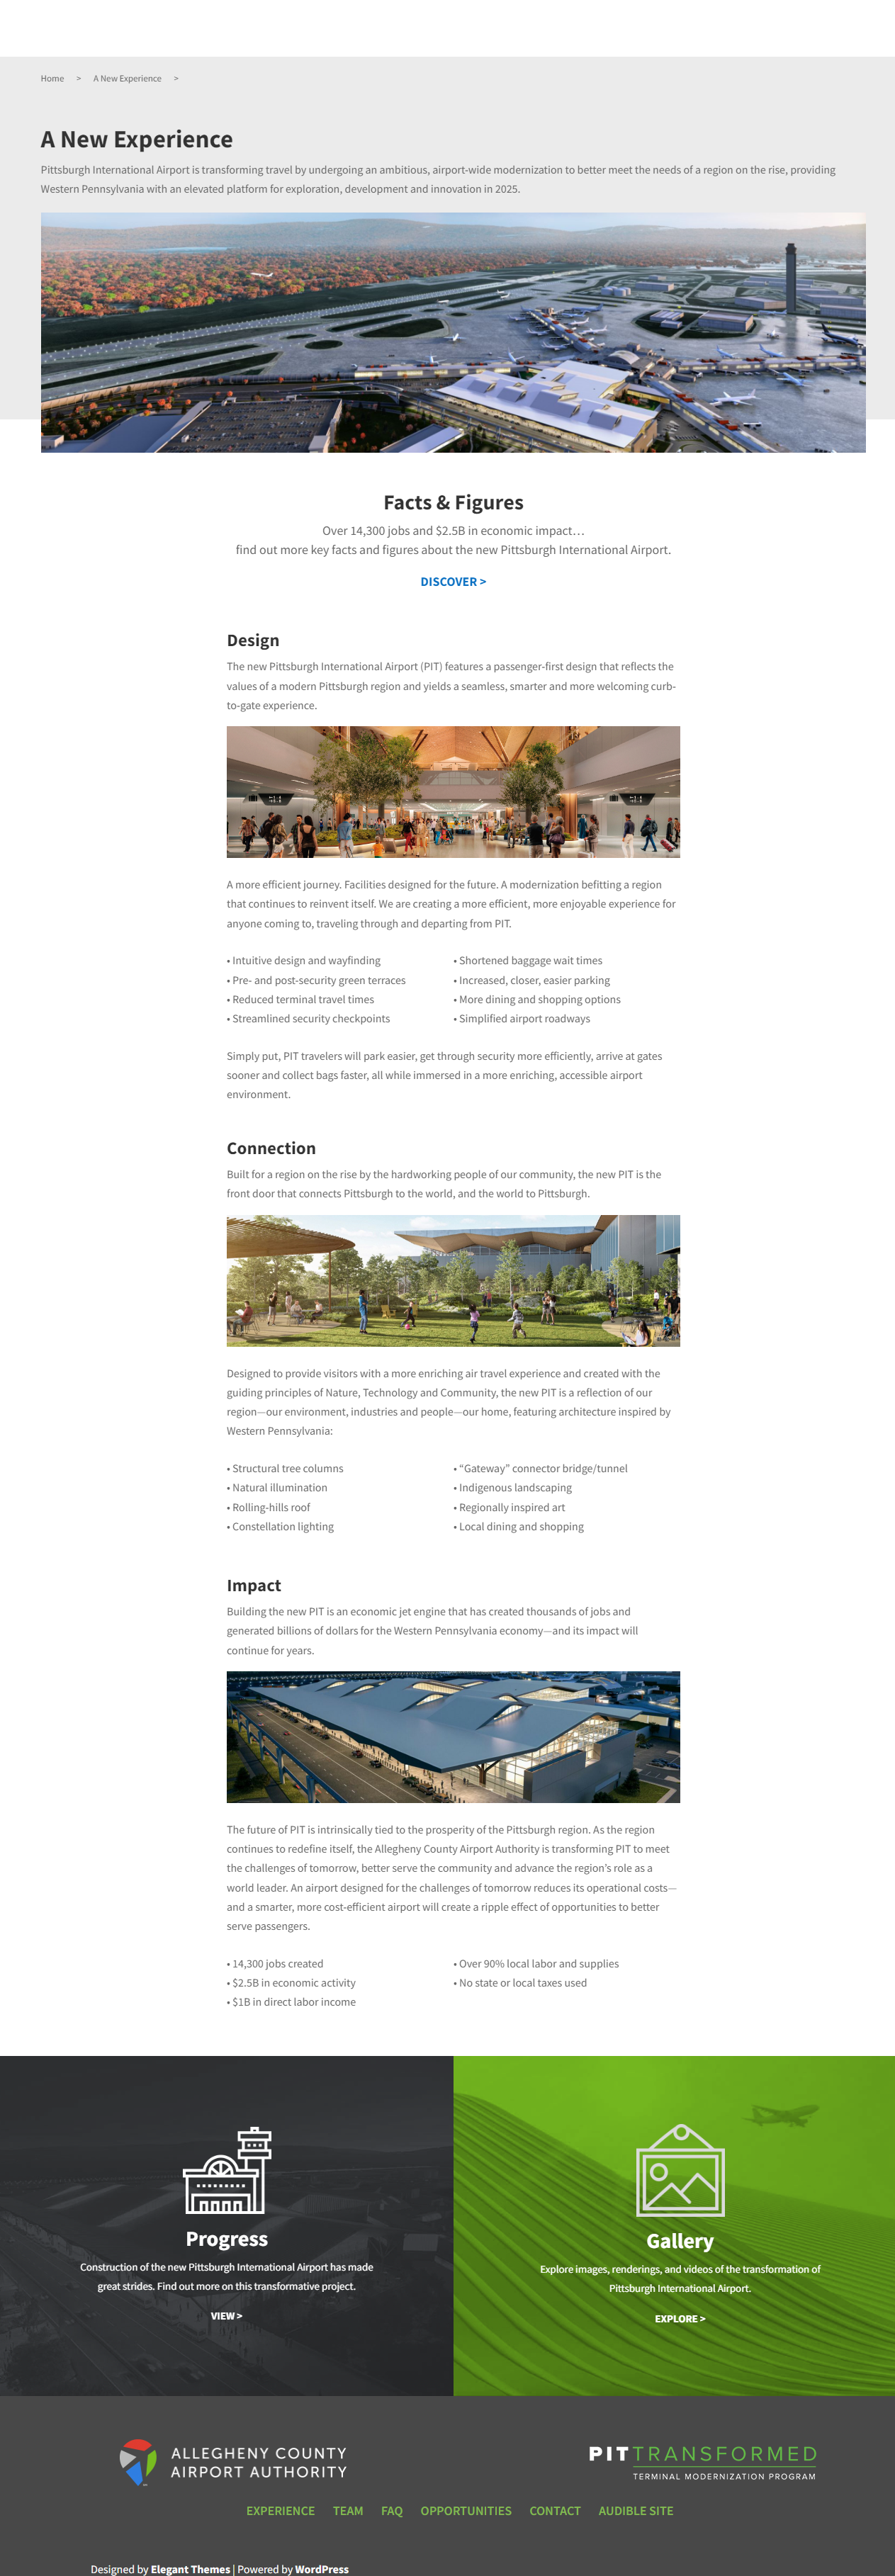 Home > A New Experience >
A New Experience
Pittsburgh International Airport is transforming travel by undergoing an ambitious, airport-wide modernization to better meet the needs of a region on the rise, providing
Western Pennsylvania with an elevated platform for exploration, development and innovation in 2025.
Facts & Figures
Over 14,300 jobs and $2.5B in economic impact…
find out more key facts and figures about the new Pittsburgh International Airport.
DISCOVER >
Design
The new Pittsburgh International Airport (PIT) features a passenger-first design that reflects the
values of a modern Pittsburgh region and yields a seamless, smarter and more welcoming curb-
to-gate experience.
A more efficient journey. Facilities designed for the future. A modernization befitting a region
that continues to reinvent itself. We are creating a more efficient, more enjoyable experience for
anyone coming to, traveling through and departing from PIT.
• Intuitive design and wayfinding
• Pre- and post-security green terraces
• Reduced terminal travel times
• Streamlined security checkpoints
• Shortened baggage wait times
• Increased, closer, easier parking
• More dining and shopping options
• Simplified airport roadways
Simply put, PIT travelers will park easier, get through security more efficiently, arrive at gates
sooner and collect bags faster, all while immersed in a more enriching, accessible airport
environment.
Connection
Built for a region on the rise by the hardworking people of our community, the new PIT is the
front door that connects Pittsburgh to the world, and the world to Pittsburgh.
Designed to provide visitors with a more enriching air travel experience and created with the
guiding principles of Nature, Technology and Community, the new PIT is a reflection of our
region—our environment, industries and people—our home, featuring architecture inspired by
Western Pennsylvania:
• Structural tree columns
• Natural illumination
• Rolling-hills roof
• Constellation lighting
• “Gateway” connector bridge/tunnel
• Indigenous landscaping
• Regionally inspired art
• Local dining and shopping
Impact
Building the new PIT is an economic jet engine that has created thousands of jobs and
generated billions of dollars for the Western Pennsylvania economy—and its impact will
continue for years.
The future of PIT is intrinsically tied to the prosperity of the Pittsburgh region. As the region
continues to redefine itself, the Allegheny County Airport Authority is transforming PIT to meet
the challenges of tomorrow, better serve the community and advance the region’s role as a
world leader. An airport designed for the challenges of tomorrow reduces its operational costs—
and a smarter, more cost-efficient airport will create a ripple effect of opportunities to better
serve passengers.
• 14,300 jobs created
• $2.5B in economic activity
• $1B in direct labor income
• Over 90% local labor and supplies
• No state or local taxes used
Progress
Construction of the new Pittsburgh International Airport has made
great strides. Find out more on this transformative project.
VIEW >
Gallery
Explore images, renderings, and videos of the transformation of
Pittsburgh International Airport.
EXPLORE >
ALLEGHENY COUNTY
AIRPORT AUTHORITY
PITTRANSFORMED
TERMINAL MODERNIZATION PROGRAM
EXPERIENCE TEAM FAQ OPPORTUNITIES CONTACT AUDIBLE SITE
Designed by Elegant Themes | Powered by WordPress